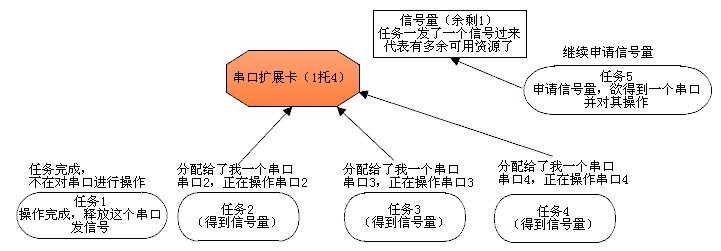 信号量（余剩1）
任务一发了一个信号过来
代表有多余可用资源了
继续申请信号量
串口扩展卡（1托4）
任务5
申请信号量，欲得到一个串口
并对其操作
任务完成，
不在对串口进行操作
任务1
操作完成，释放这个串口
发信号
分配给了我一个串口
串口2，正在操作串口2
任务2
（得到信号量）
分配给了我一个串口
串口3，正在操作串口3
任务3
（得到信号量）
分配给了我一个串口
串口4，正在操作串口4
任务4
（得到信号量）